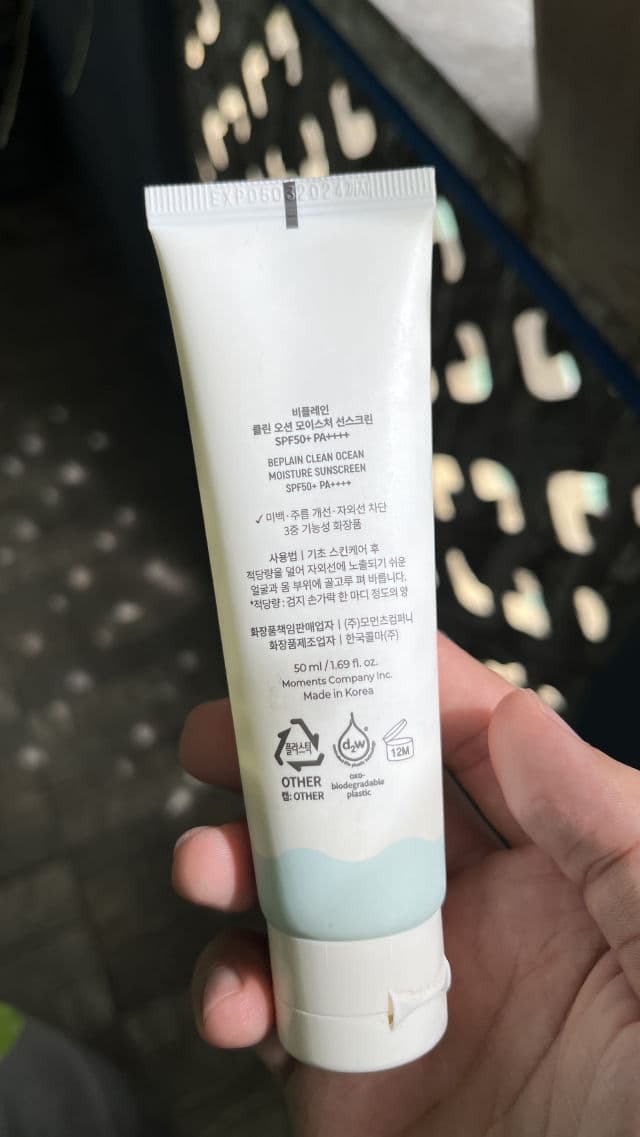 비플레인
클린 오션 모이스처 선스크린
SPF50+ PA++++
BEPLAIN CLEAN OCEAN
MOISTURE SUNSCREEN
SPF50+ PA++++
✓ 미백·주름 개선·자외선 차단
3중 기능성 화장품
사용법 | 기초 스킨케어 후
적당량을 덜어 자외선에 노출되기 쉬운
얼굴과 몸 부위에 골고루 펴 바릅니다.
*적당량 : 검지 손가락 한 마디 정도의 양
화장품책임판매업자 | (주)모먼츠컴퍼니
화장품제조업자 | 한국콜마(주)
50 ml / 1.69 fl. oz.
Moments Company Inc.
Made in Korea
플라스틱
d₂w
12M
OTHER
캡: OTHER
oxo-
biodegradable
plastic